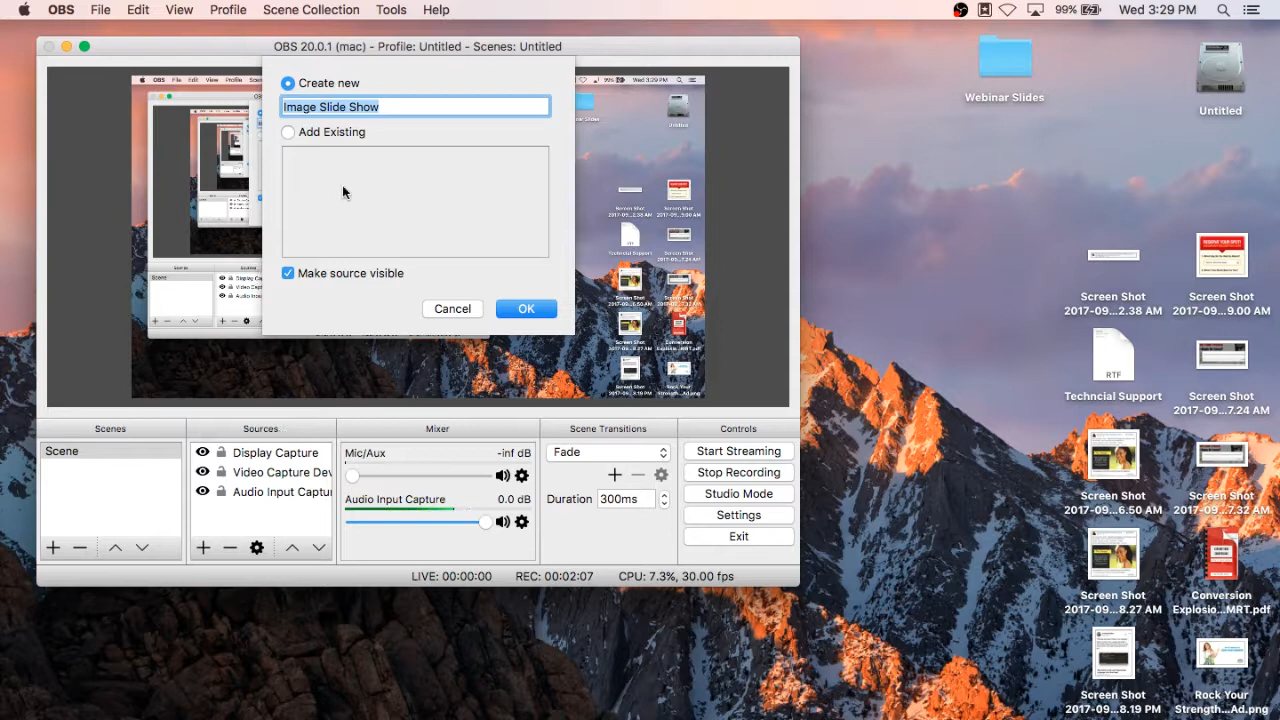 OBS File Edit View Profile Scene Collection Tools Help
99% Wed 3:29 PM
OBS 20.0.1 (mac) - Profile: Untitled - Scenes: Untitled
Create new
Image Slide Show
Add Existing
Make source visible
Cancel OK
Scenes Sources Mixer Scene Transitions Controls
Scene
Display Capture
Video Capture Dev
Audio Input Captu
Mic/Aux -inf dB
Audio Input Capture 0.0 dB
Fade
Duration 300ms
Start Streaming
Stop Recording
Studio Mode
Settings
Exit
LIVE: 00:00:00 REC: 00:02:07 CPU: 7.3%, 30.00 fps
Webinar Slides
Untitled
Screen Shot
2017-09...2.38 AM
Screen Shot
2017-09...9.00 AM
RTF
Techncial Support
Screen Shot
2017-09...7.24 AM
Screen Shot
2017-09...6.50 AM
Screen Shot
2017-09...7.32 AM
Screen Shot
2017-09...8.27 AM
Conversion
Explosio...MRT.pdf
Screen Shot
2017-09...8.19 PM
Rock Your
Strength...Ad.png